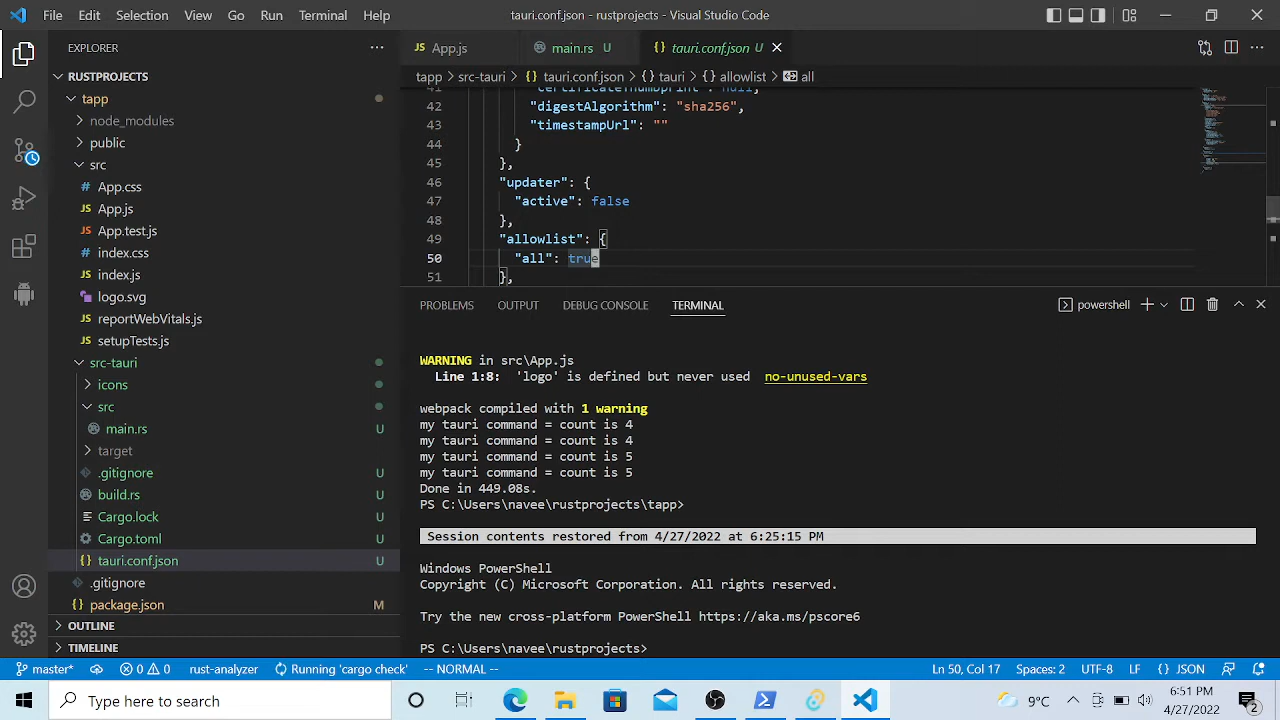 File Edit Selection View Go Run Terminal Help
tauri.conf.json - rustprojects - Visual Studio Code
EXPLORER
RUSTPROJECTS
tapp
node_modules
public
src
App.css
App.js
App.test.js
index.css
index.js
logo.svg
reportWebVitals.js
setupTests.js
src-tauri
icons
src
main.rs U
target
.gitignore U
build.rs U
Cargo.lock U
Cargo.toml U
tauri.conf.json U
.gitignore
package.json M
OUTLINE
TIMELINE
App.js main.rs U tauri.conf.json U
tapp > src-tauri > tauri.conf.json > tauri > allowlist > all
41 "certificateThumbprint": null,
42 "digestAlgorithm": "sha256",
43 "timestampUrl": ""
44 }
45 },
46 "updater": {
47 "active": false
48 },
49 "allowlist": {
50 "all": true
51 },
PROBLEMS OUTPUT DEBUG CONSOLE TERMINAL powershell
WARNING in src\App.js
Line 1:8: 'logo' is defined but never used no-unused-vars
webpack compiled with 1 warning
my tauri command = count is 4
my tauri command = count is 4
my tauri command = count is 5
my tauri command = count is 5
Done in 449.08s.
PS C:\Users\navee\rustprojects\tapp>
Session contents restored from 4/27/2022 at 6:25:15 PM
Windows PowerShell
Copyright (C) Microsoft Corporation. All rights reserved.
Try the new cross-platform PowerShell https://aka.ms/pscore6
PS C:\Users\navee\rustprojects>
master* 0 0 rust-analyzer Running 'cargo check' -- NORMAL -- Ln 50, Col 17 Spaces: 2 UTF-8 LF {} JSON
Type here to search
9°C
6:51 PM
4/27/2022
2